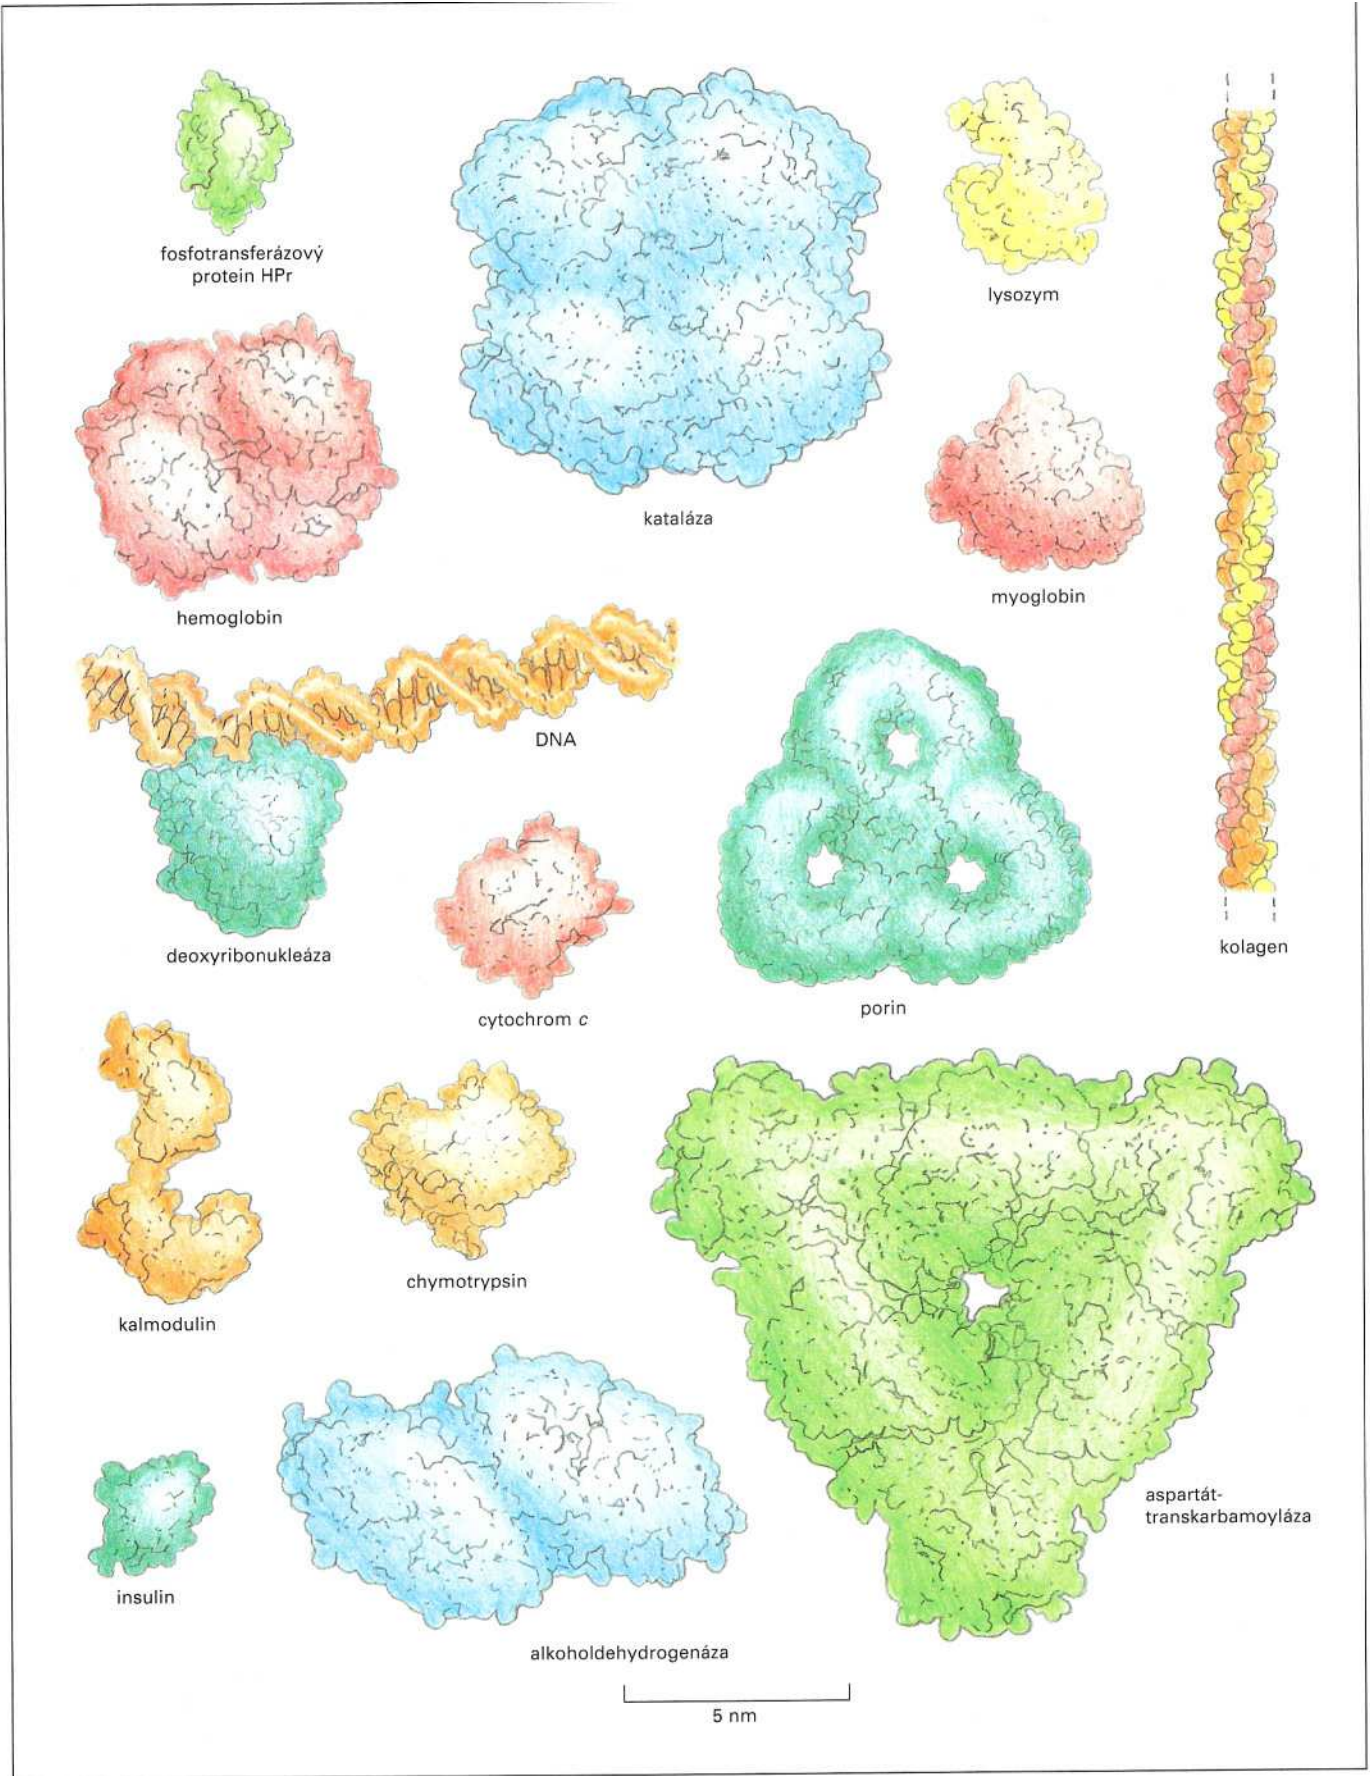 fosfotransferázový
protein HPr
lysozym
kataláza
myoglobin
hemoglobin
DNA
kolagen
deoxyribonukleáza
cytochrom c
porin
chymotrypsin
kalmodulin
aspartát-
transkarbamoyláza
insulin
alkoholdehydrogenáza
5 nm